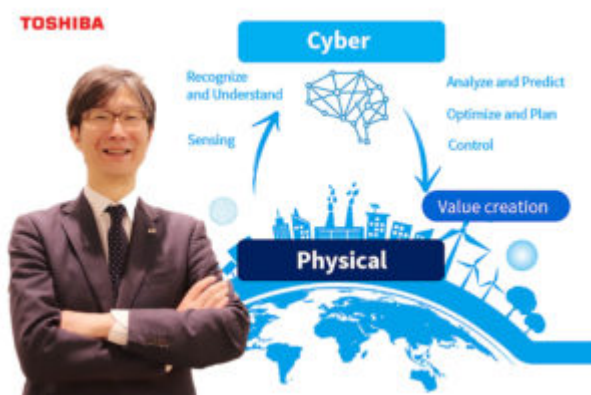 TOSHIBA
Cyber
Recognize
and Understand
Sensing
Analyze and Predict
Optimize and Plan
Control
Value creation
Physical